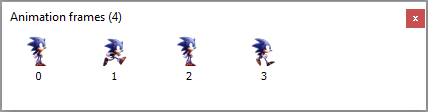 Animation frames (4)
x
0 1 2 3